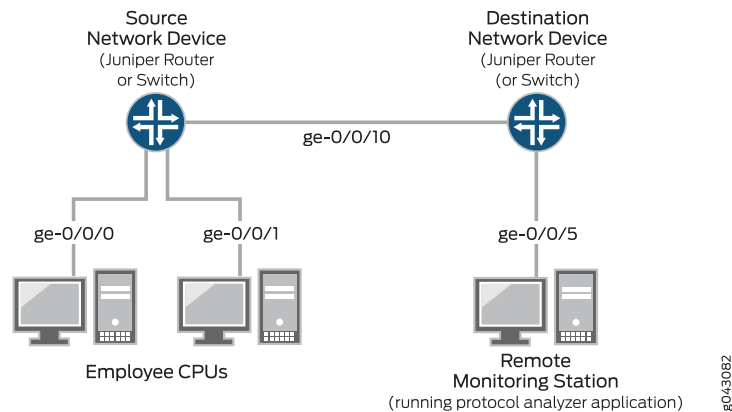 Source
Network Device
(Juniper Router
or Switch)
Destination
Network Device
(Juniper Router
(or Switch)
ge-0/0/10
ge-0/0/0
ge-0/0/1
ge-0/0/5
Employee CPUs
Remote
Monitoring Station
(running protocol analyzer application)
g043082